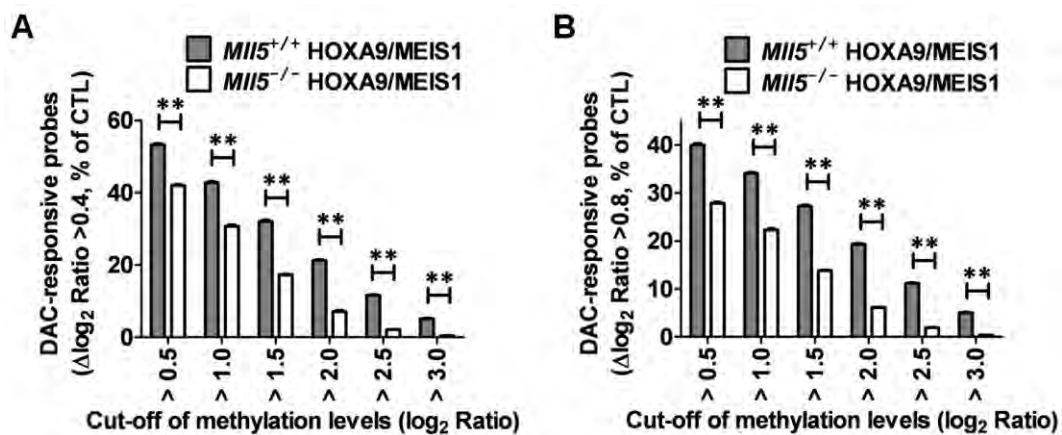 A
Mll5+/+ HOXA9/MEIS1
Mll5−/− HOXA9/MEIS1
DAC-responsive probes
(Δlog2 Ratio >0.4, % of CTL)
60
40
20
0
** ** ** ** ** **
> 0.5
> 1.0
> 1.5
> 2.0
> 2.5
> 3.0
Cut-off of methylation levels (log2 Ratio)
B
Mll5+/+ HOXA9/MEIS1
Mll5−/− HOXA9/MEIS1
DAC-responsive probes
(Δlog2 Ratio >0.8, % of CTL)
40
30
20
10
0
** ** ** ** ** **
> 0.5
> 1.0
> 1.5
> 2.0
> 2.5
> 3.0
Cut-off of methylation levels (log2 Ratio)